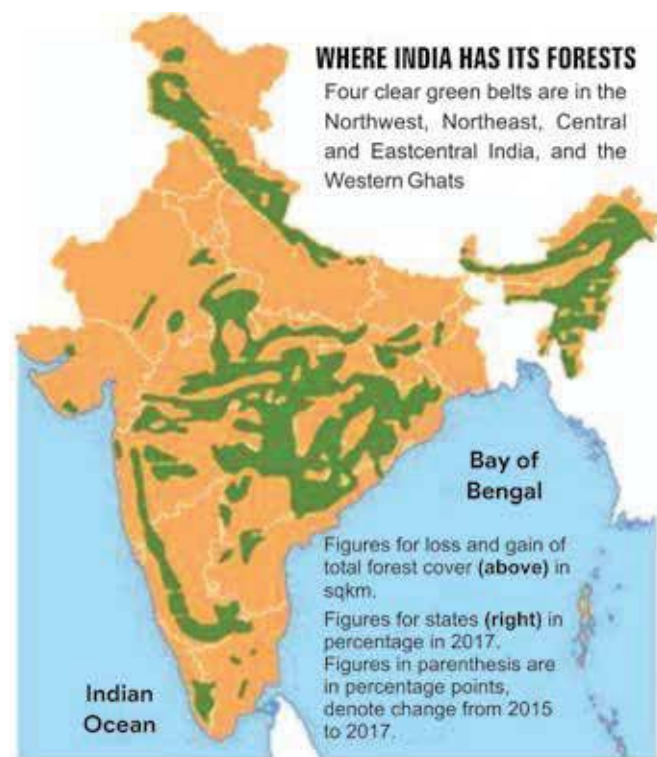 WHERE INDIA HAS ITS FORESTS
Four clear green belts are in the
Northwest, Northeast, Central
and Eastcentral India, and the
Western Ghats
Bay of
Bengal
Figures for loss and gain of
total forest cover (above) in
sqkm.
Figures for states (right) in
percentage in 2017.
Figures in parenthesis are
in percentage points,
denote change from 2015
to 2017.
Indian
Ocean